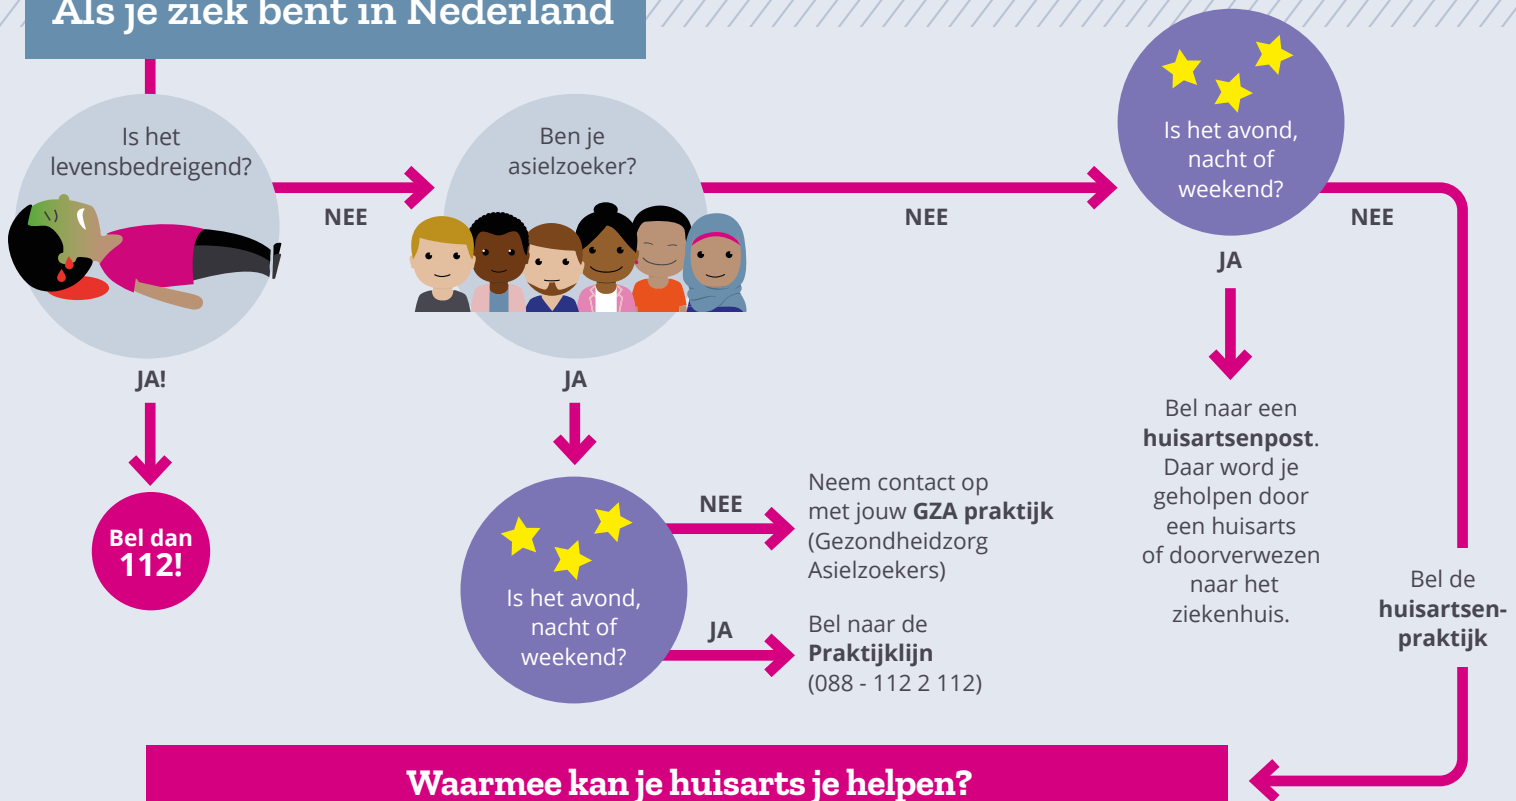 Als je ziek bent in Nederland
Is het
levensbedreigend?
NEE
JA!
Bel dan
112!
Ben je
asielzoeker?
NEE
JA
Is het avond,
nacht of
weekend?
NEE
Neem contact op
met jouw GZA praktijk
(Gezondheidzorg
Asielzoekers)
JA
Bel naar de
Praktijklijn
(088 - 112 2 112)
Is het avond,
nacht of
weekend?
NEE
JA
Bel naar een
huisartsenpost.
Daar word je
geholpen door
een huisarts
of doorverwezen
naar het
ziekenhuis.
Bel de
huisartsen-
praktijk
Waarmee kan je huisarts je helpen?